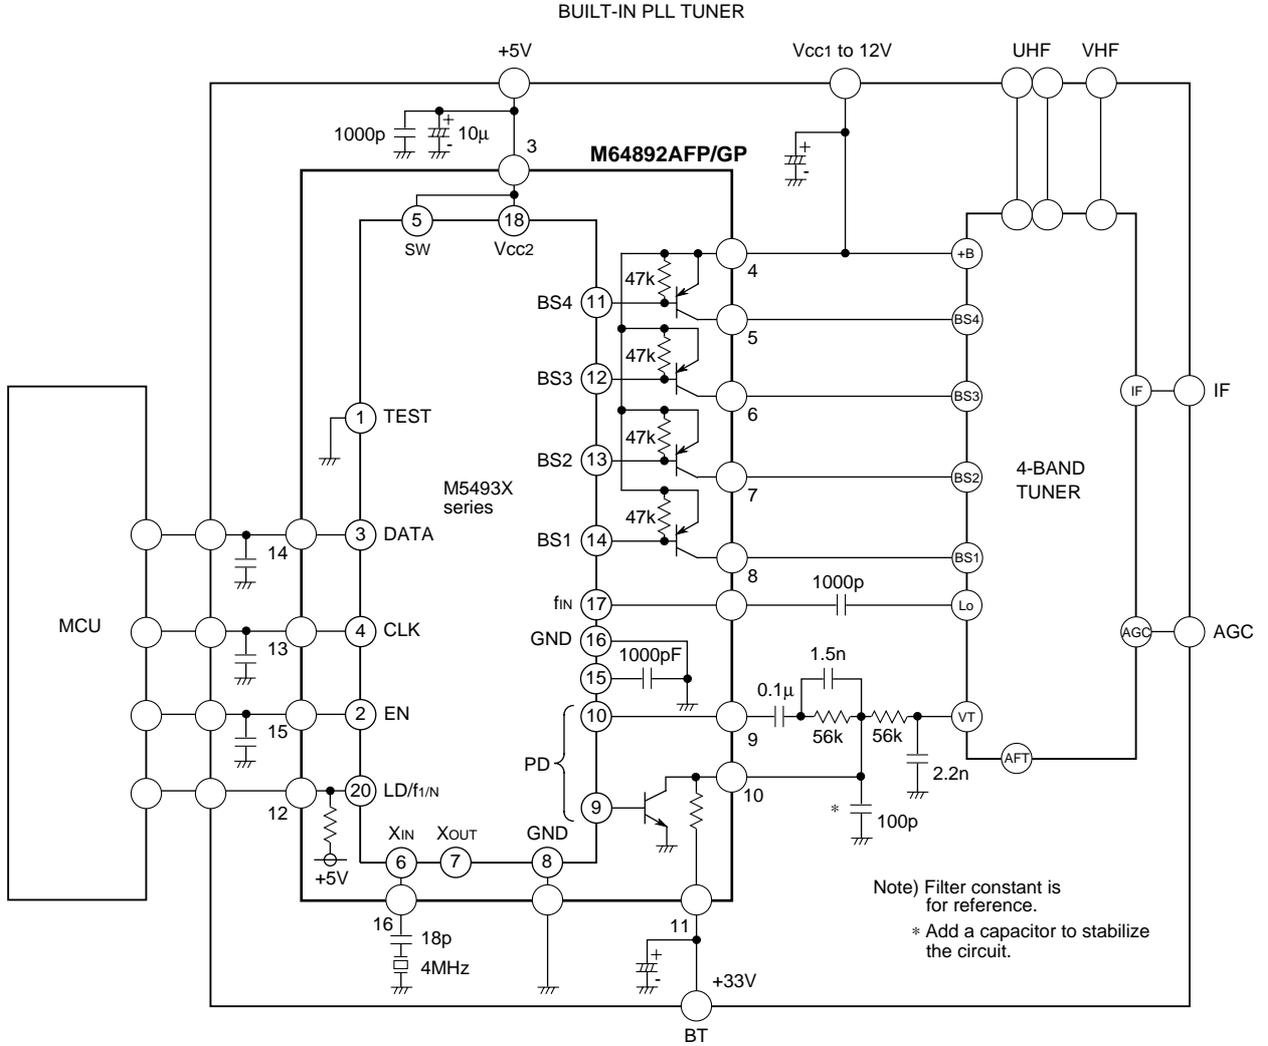 BUILT-IN PLL TUNER
+5V
Vcc1 to 12V
UHF
VHF
1000p
+
10μ
-
3
M64892AFP/GP
+
-
5
18
SW
Vcc2
4
+B
47k
BS4
11
5
BS4
47k
BS3
12
6
BS3
IF
IF
1
TEST
47k
BS2
13
7
BS2
4-BAND
TUNER
M5493X
series
47k
14
3
DATA
BS1
14
8
BS1
1000p
fIN
17
Lo
MCU
13
4
CLK
GND
16
AGC
AGC
1000pF
15
1.5n
0.1μ
15
2
EN
10
9
56k
56k
VT
PD
AFT
2.2n
12
20
LD/f1/N
9
10
*
100p
+5V
XIN
XOUT
GND
6
7
8
16
11
18p
4MHz
+
-
+33V
BT
Note) Filter constant is
for reference.
* Add a capacitor to stabilize
the circuit.